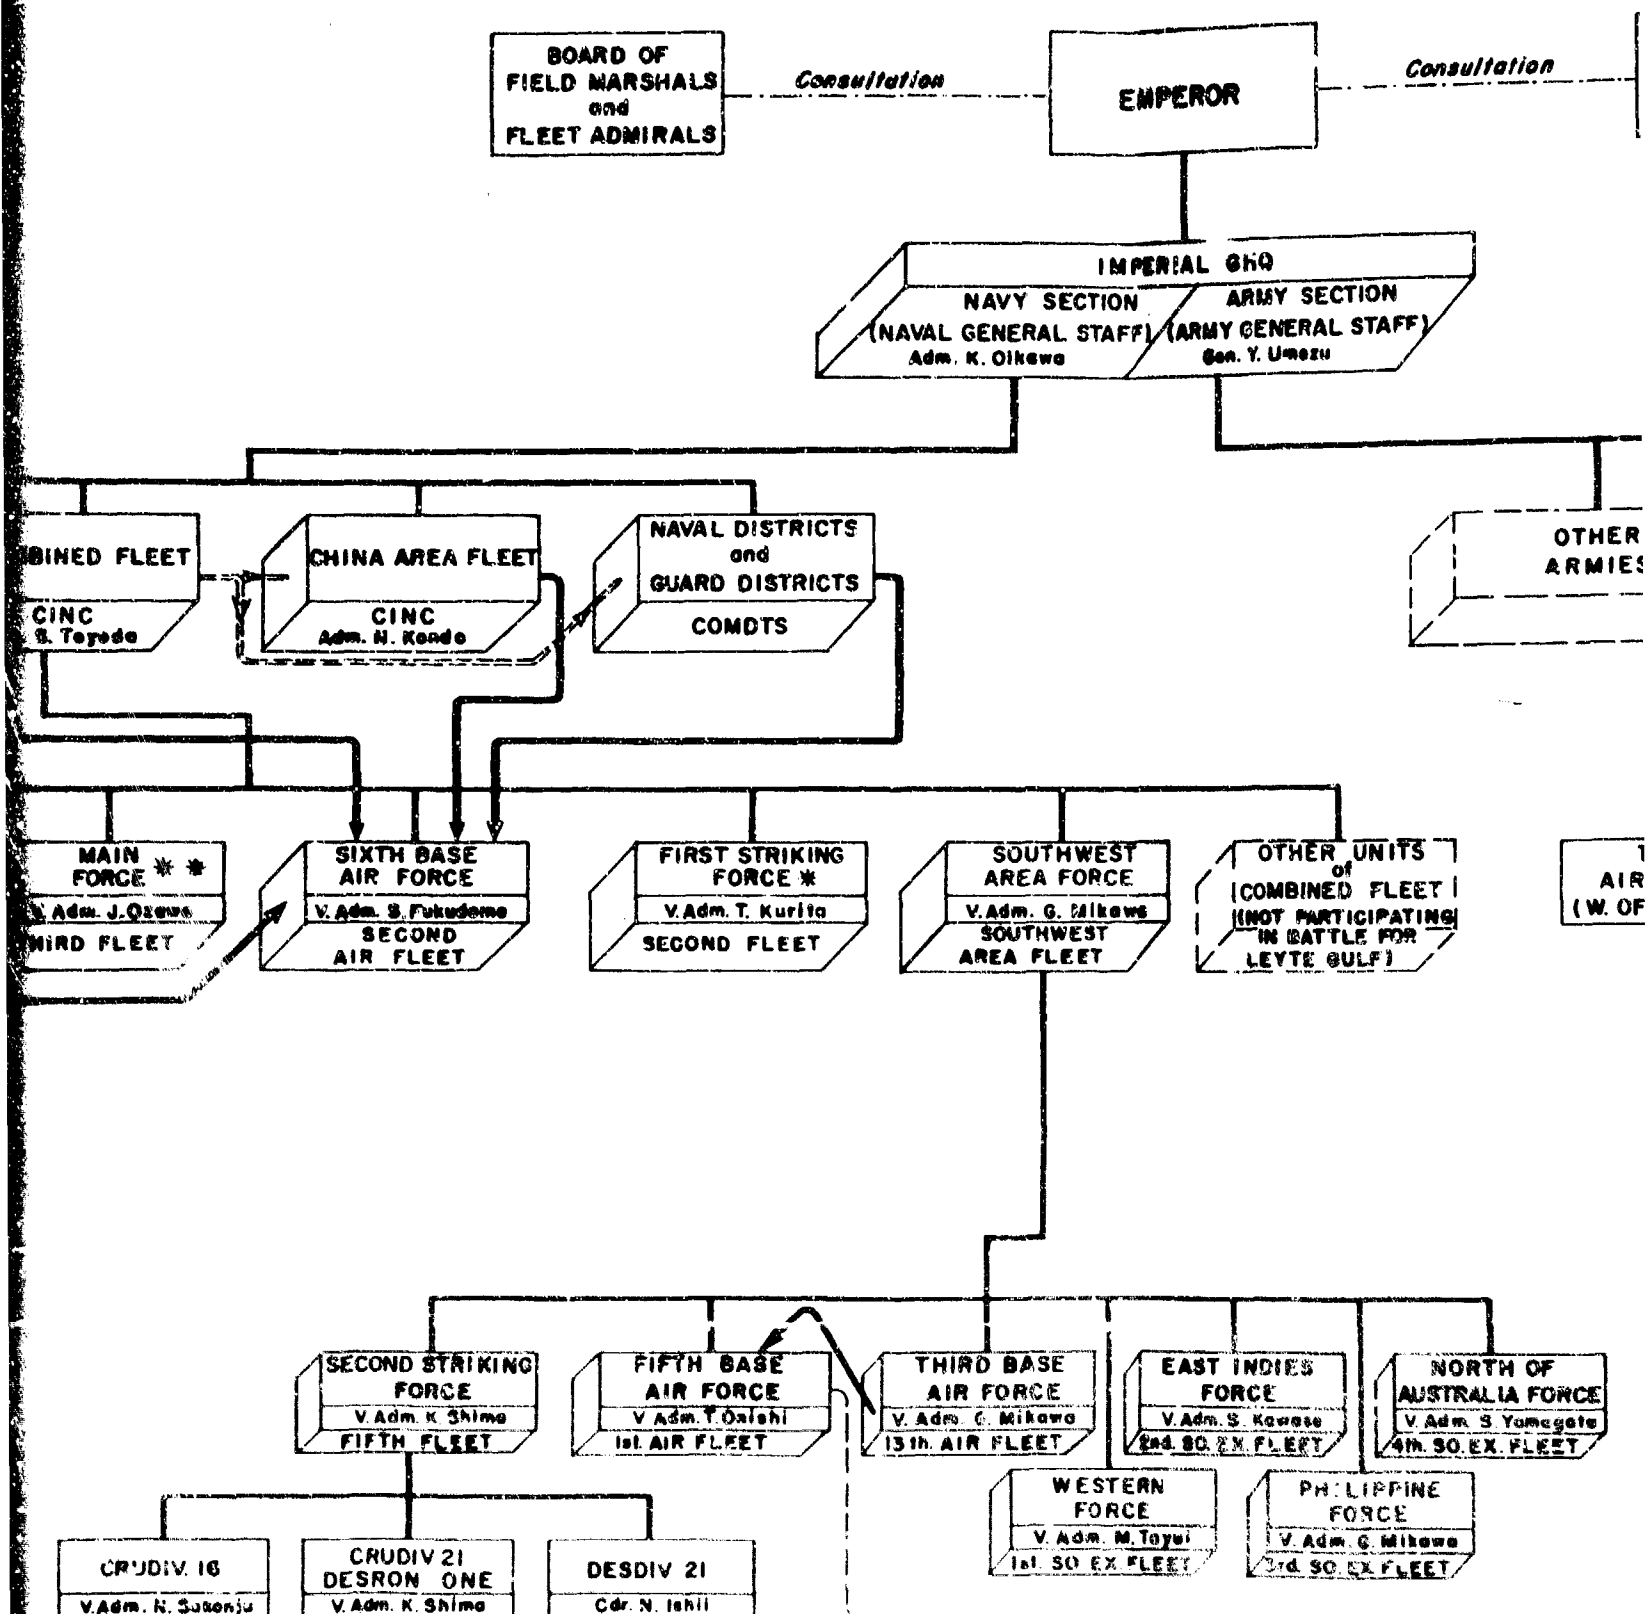 BOARD OF
FIELD MARSHALS
and
FLEET ADMIRALS
Consultation
EMPEROR
Consultation
IMPERIAL GHQ
NAVY SECTION
(NAVAL GENERAL STAFF)
Adm. K. Oikawa
ARMY SECTION
(ARMY GENERAL STAFF)
Gen. Y. Umezu
BINED FLEET
CINC
S. Toyoda
CHINA AREA FLEET
CINC
Adm. N. Kondo
NAVAL DISTRICTS
and
GUARD DISTRICTS
COMDTS
OTHER
ARMIES
MAIN
FORCE * *
Adm. J. Ozawa
HIRD FLEET
SIXTH BASE
AIR FORCE
V. Adm. S. Fukudome
SECOND
AIR FLEET
FIRST STRIKING
FORCE *
V. Adm. T. Kurita
SECOND FLEET
SOUTHWEST
AREA FORCE
V. Adm. G. Mikawa
SOUTHWEST
AREA FLEET
OTHER UNITS
of
COMBINED FLEET
(NOT PARTICIPATING
IN BATTLE FOR
LEYTE GULF)
T
AIR
(W. OF
SECOND STRIKING
FORCE
V. Adm. K. Shima
FIFTH FLEET
FIFTH BASE
AIR FORCE
V. Adm. T. Onishi
1st. AIR FLEET
THIRD BASE
AIR FORCE
V. Adm. G. Mikawa
13th. AIR FLEET
EAST INDIES
FORCE
V. Adm. S. Kawase
2nd. SO. EX. FLEET
NORTH OF
AUSTRALIA FORCE
V. Adm. S. Yamagata
4th. SO. EX. FLEET
WESTERN
FORCE
V. Adm. M.
1st. SO. EX. FLEET
PHILIPPINE
FORCE
V. Adm. G. Mikawa
3rd. SO. EX. FLEET
CRUDIV. 16
V. Adm. N. Sakonju
CRUDIV 21
DESRON ONE
V. Adm. K. Shima
DESDIV 21
Cdr. N. Ishii